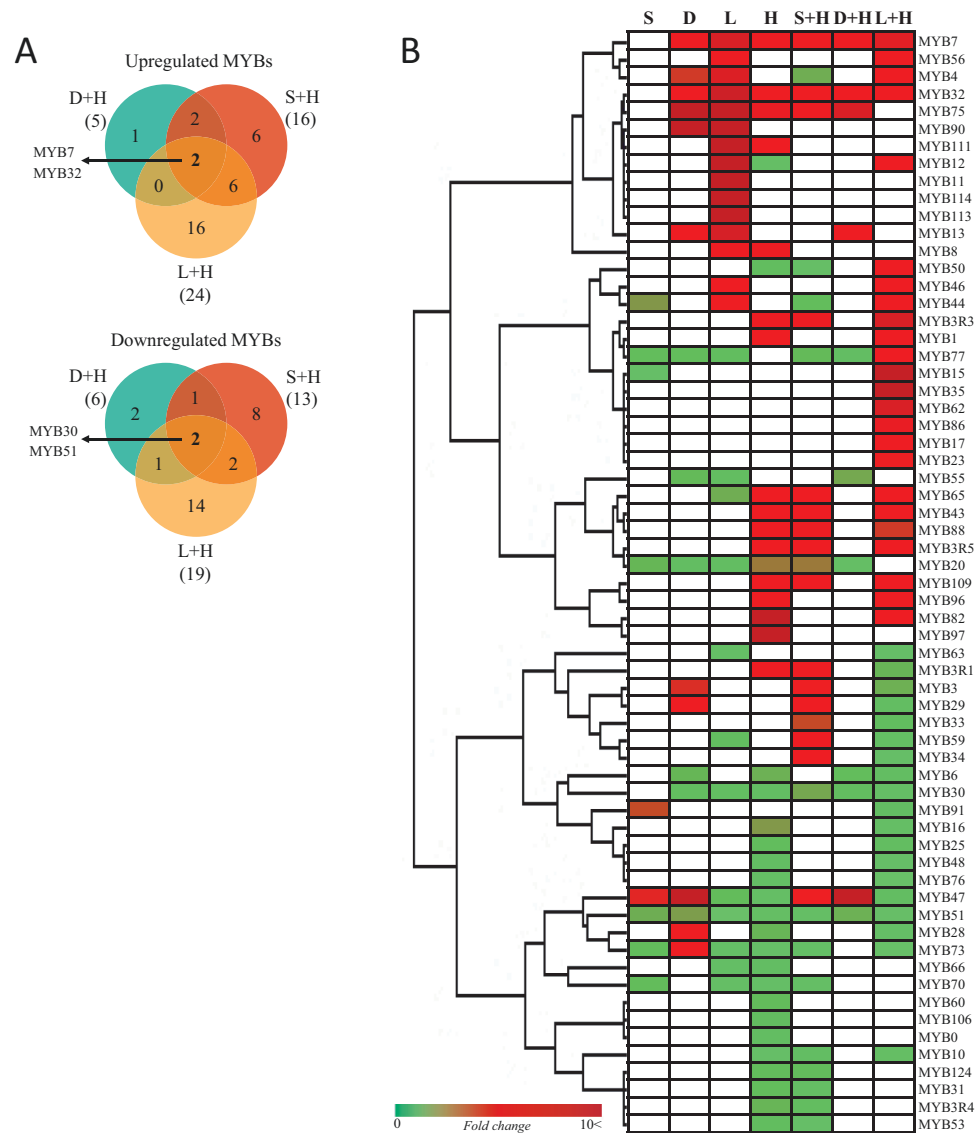 A
Upregulated MYBs
D+H
(5)
S+H
(16)
1
2
6
MYB7
MYB32
2
0
6
16
L+H
(24)
Downregulated MYBs
D+H
(6)
S+H
(13)
2
1
8
MYB30
MYB51
2
1
2
14
L+H
(19)
B
S D L H S+H D+H L+H
MYB7
MYB56
MYB4
MYB32
MYB75
MYB90
MYB111
MYB12
MYB11
MYB114
MYB113
MYB13
MYB8
MYB50
MYB46
MYB44
MYB3R3
MYB1
MYB77
MYB15
MYB35
MYB62
MYB86
MYB17
MYB23
MYB55
MYB65
MYB43
MYB88
MYB3R5
MYB20
MYB109
MYB96
MYB82
MYB97
MYB63
MYB3R1
MYB3
MYB29
MYB33
MYB59
MYB34
MYB6
MYB30
MYB91
MYB16
MYB25
MYB48
MYB76
MYB47
MYB51
MYB28
MYB73
MYB66
MYB70
MYB60
MYB106
MYB0
MYB10
MYB124
MYB31
MYB3R4
MYB53
0 Fold change 10<